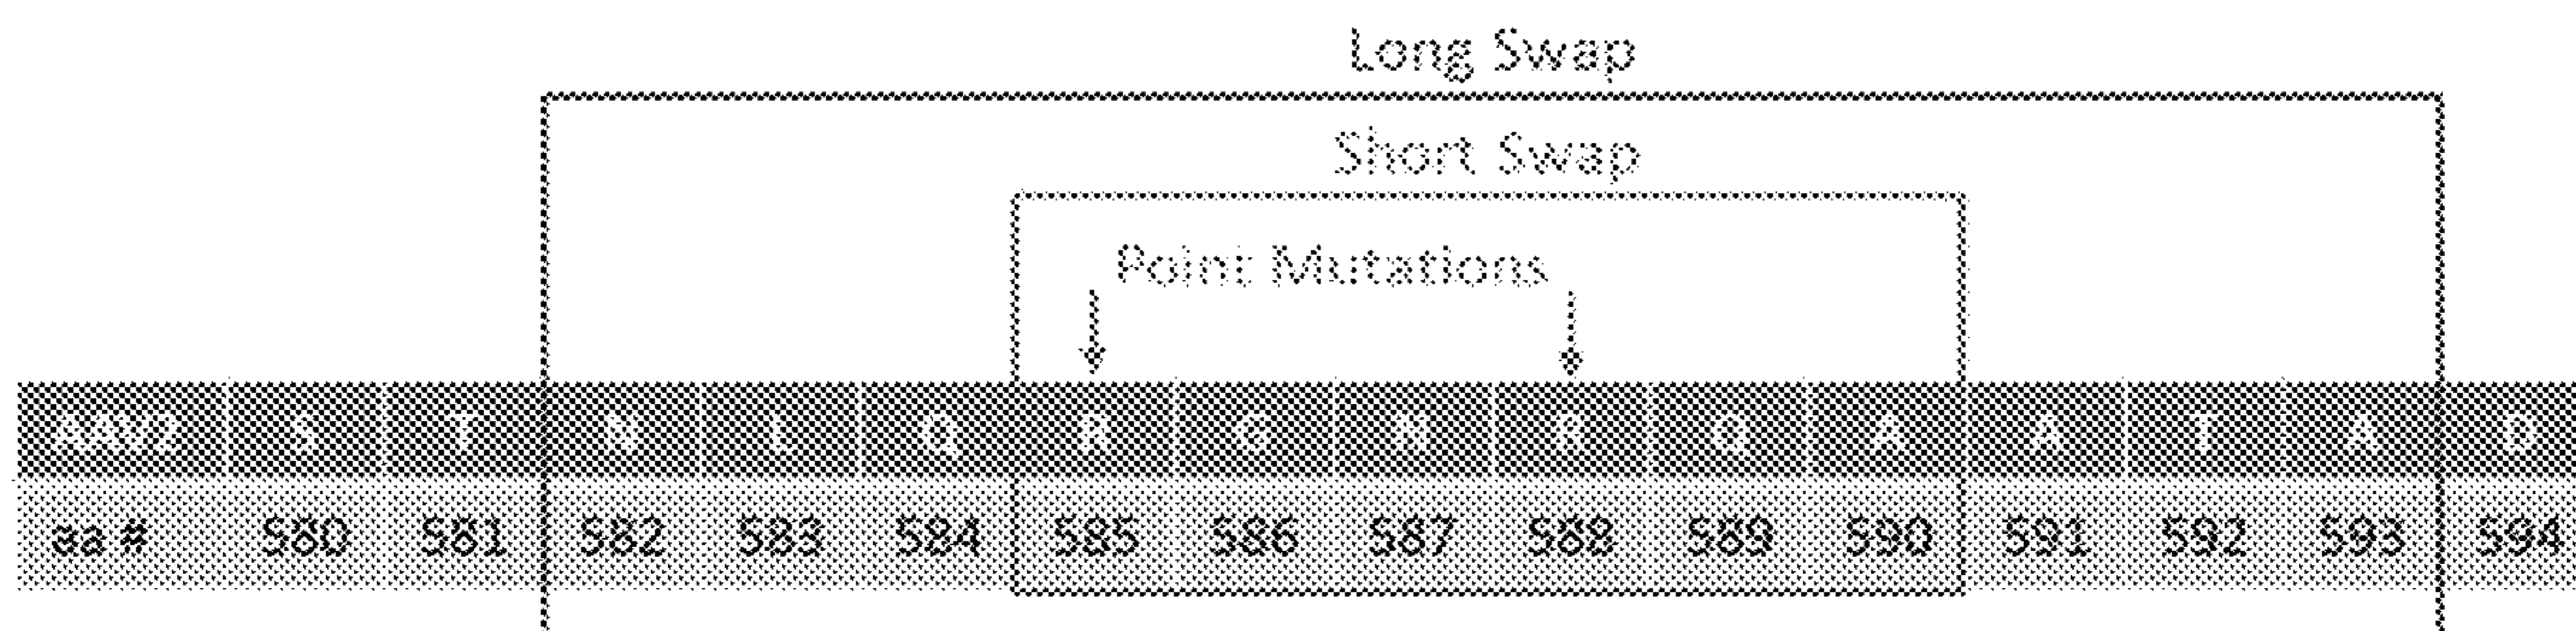 Long Swap
Short Swap
Point Mutations
AAV2 S T N L Q R G N R Q A A T A D
aa # 580 581 582 583 584 585 586 587 588 589 590 591 592 593 594